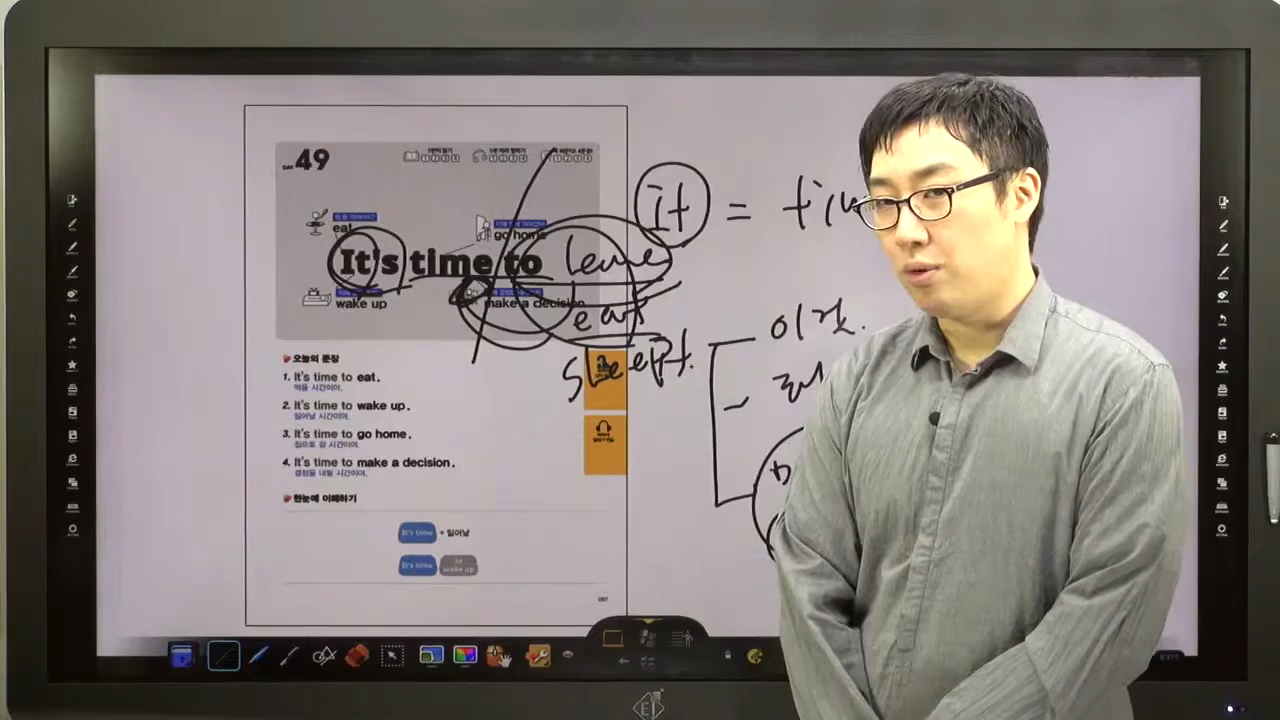 DAY 49
eat
go home
It's time to leave
wake up
make a decision
eat
sleep
it = tim
이것
오늘의 문장
1. It's time to eat.
먹을 시간이야.
2. It's time to wake up.
일어날 시간이야.
3. It's time to go home.
집으로 갈 시간이야.
4. It's time to make a decision.
결정을 내릴 시간이야.
한눈에 이해하기
It's time + 일어날
It's time to wake up
EXIT